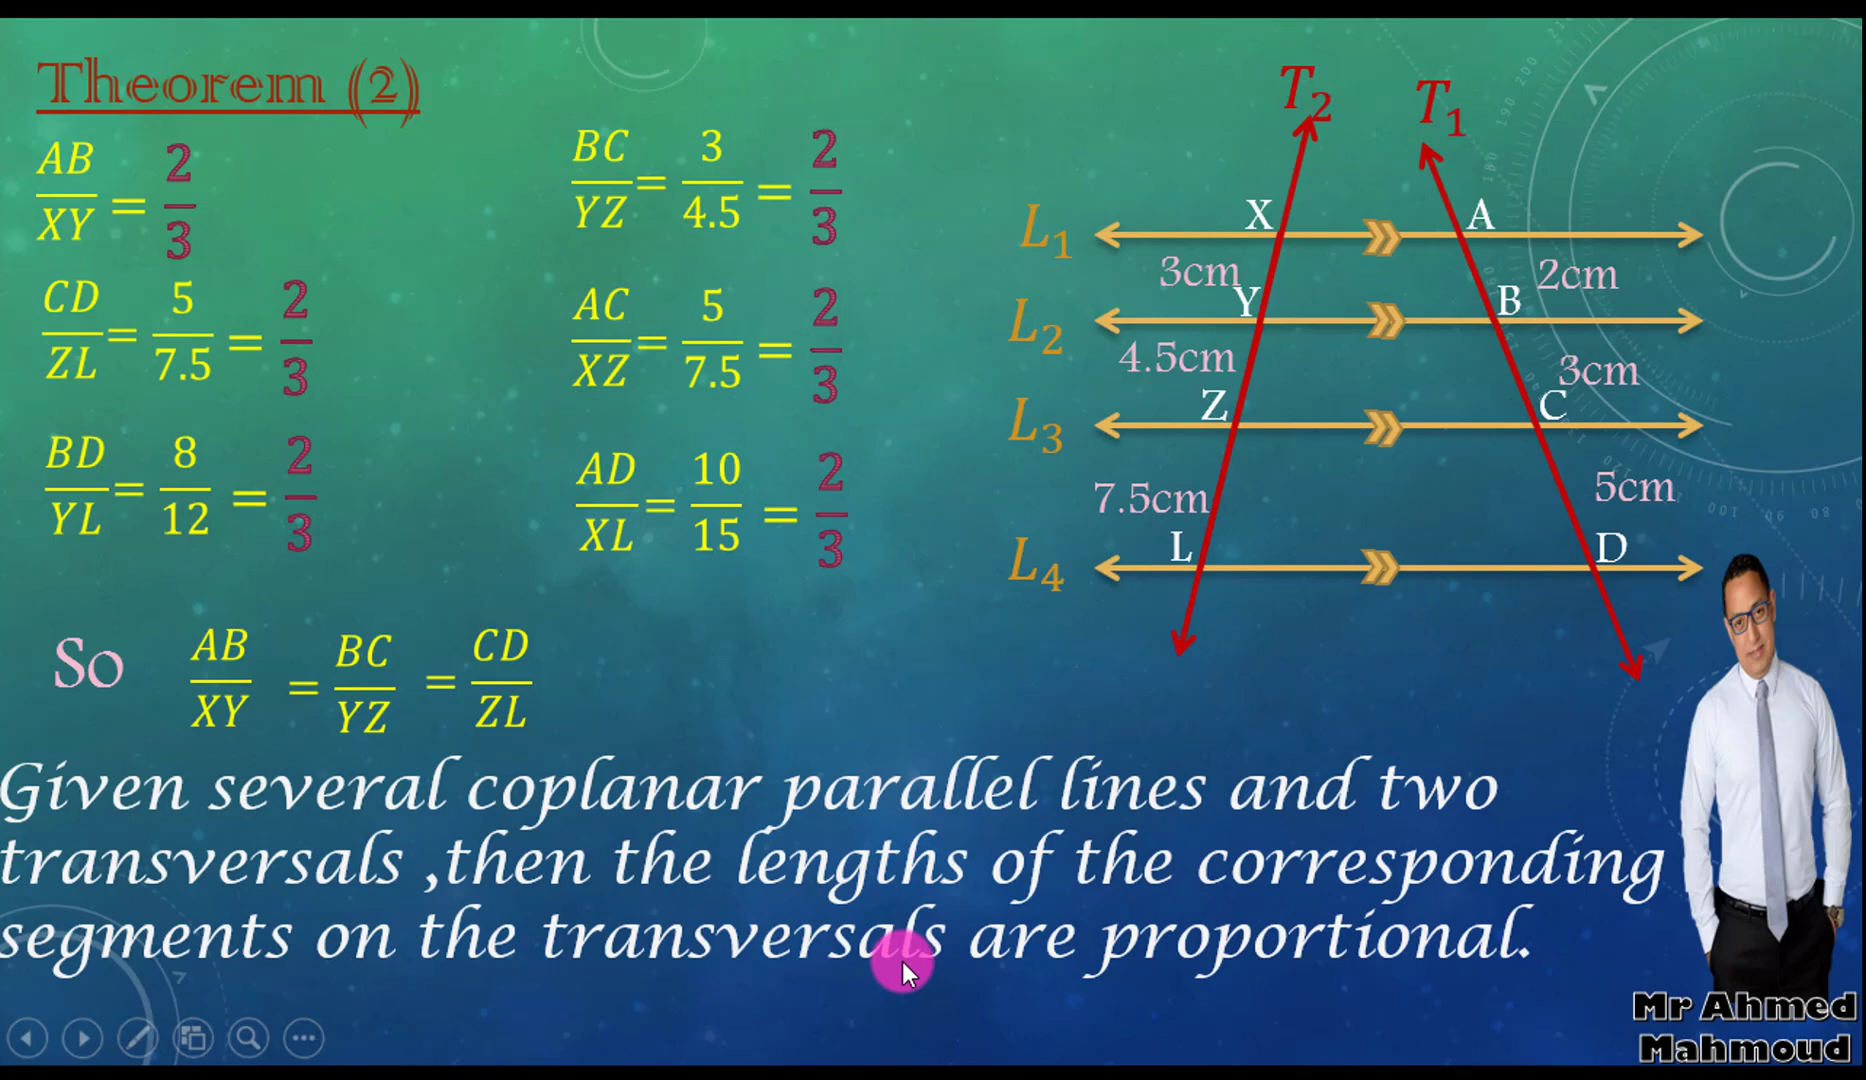 Theorem (2)
AB/XY = 2/3
BC/YZ = 3/4.5 = 2/3
CD/ZL = 5/7.5 = 2/3
AC/XZ = 5/7.5 = 2/3
BD/YL = 8/12 = 2/3
AD/XL = 10/15 = 2/3
So AB/XY = BC/YZ = CD/ZL
T₂ T₁
L₁ X A
3cm 2cm
L₂ Y B
4.5cm 3cm
L₃ Z C
7.5cm 5cm
L₄ L D
Given several coplanar parallel lines and two
transversals ,then the lengths of the corresponding
segments on the transversals are proportional.
Mr Ahmed
Mahmoud